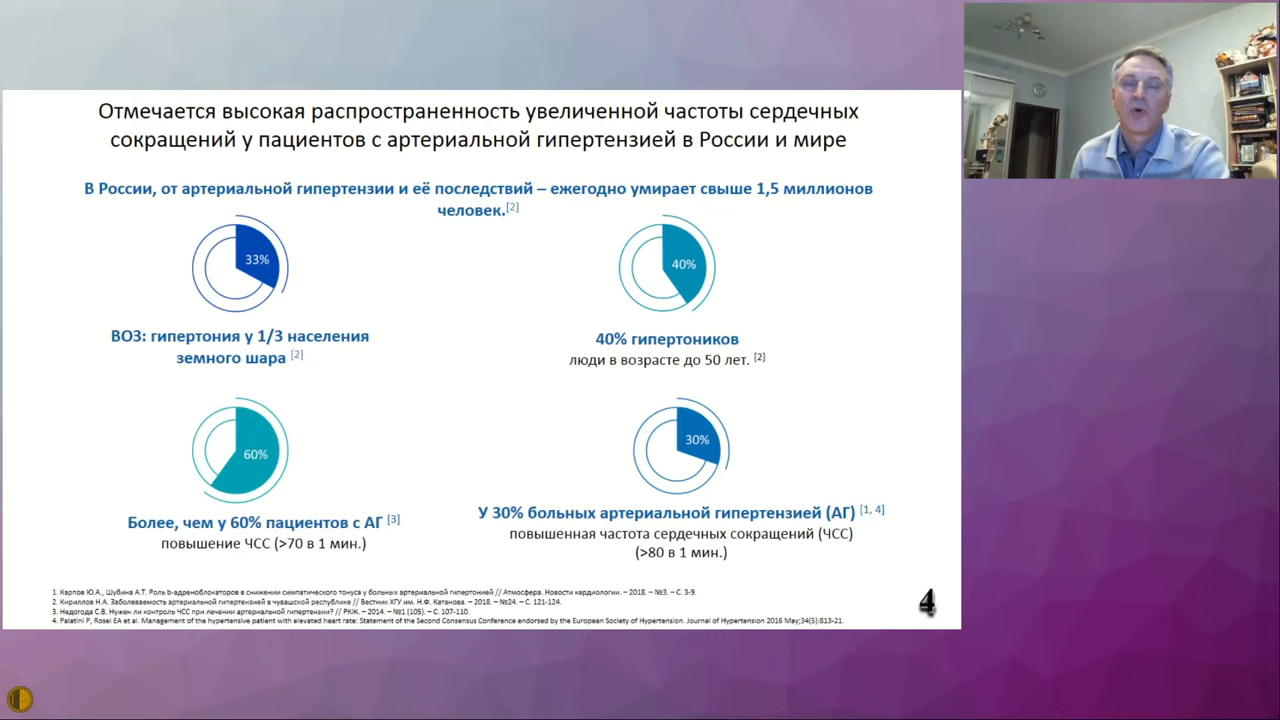 Отмечается высокая распространенность увеличенной частоты сердечных
сокращений у пациентов с артериальной гипертензией в России и мире
В России, от артериальной гипертензии и её последствий – ежегодно умирает свыше 1,5 миллионов
человек.[2]
33%
40%
ВОЗ: гипертония у 1/3 населения
земного шара [2]
40% гипертоников
люди в возрасте до 50 лет. [2]
60%
30%
Более, чем у 60% пациентов с АГ [3]
повышение ЧСС (>70 в 1 мин.)
У 30% больных артериальной гипертензией (АГ) [1, 4]
повышенная частота сердечных сокращений (ЧСС)
(>80 в 1 мин.)
1. Карпов Ю.А., Шубина А.Т. Роль b-адреноблокаторов в снижении симпатического тонуса у больных артериальной гипертонией // Атмосфера. Новости кардиологии. – 2018. – №3. – С. 3-9.
2. Кириллов Н.А. Заболеваемость артериальной гипертензией в чувашской республике // Вестник ХГУ им. Н.Ф. Катанова. – 2018. – №24. – С. 121-124.
3. Недогода С.В. Нужен ли контроль ЧСС при лечении артериальной гипертензии? // РКЖ. – 2014. – №1 (105). – С. 107-110.
4. Palatini P, Rosei EA et al. Management of the hypertensive patient with elevated heart rate: Statement of the Second Consensus Conference endorsed by the European Society of Hypertension. Journal of Hypertension 2016 May;34(5):813-21.
4